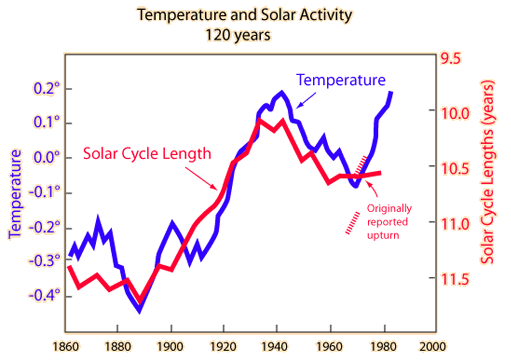 Temperature and Solar Activity
120 years
Temperature
0.2°
0.1°
0.0°
-0.1°
-0.2°
-0.3°
-0.4°
Temperature
Solar Cycle Length
Originally
reported
upturn
9.5
10.0
10.5
11.0
11.5
Solar Cycle Lengths (years)
1860 1880 1900 1920 1940 1960 1980 2000